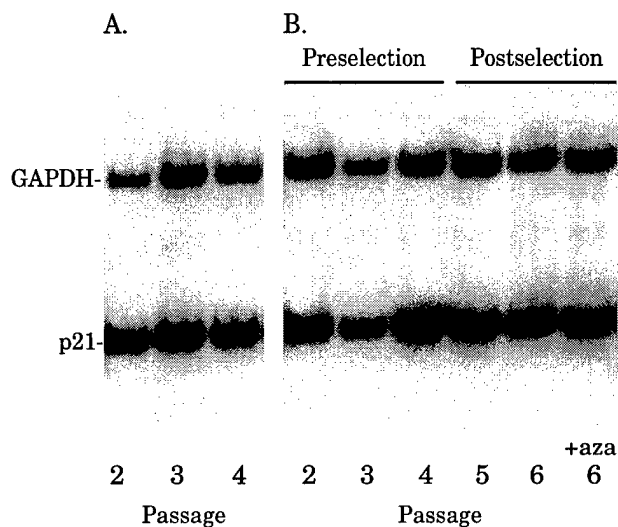 A.
B.
Preselection Postselection
GAPDH-
p21-
+aza
2 3 4 2 3 4 5 6 6
Passage Passage